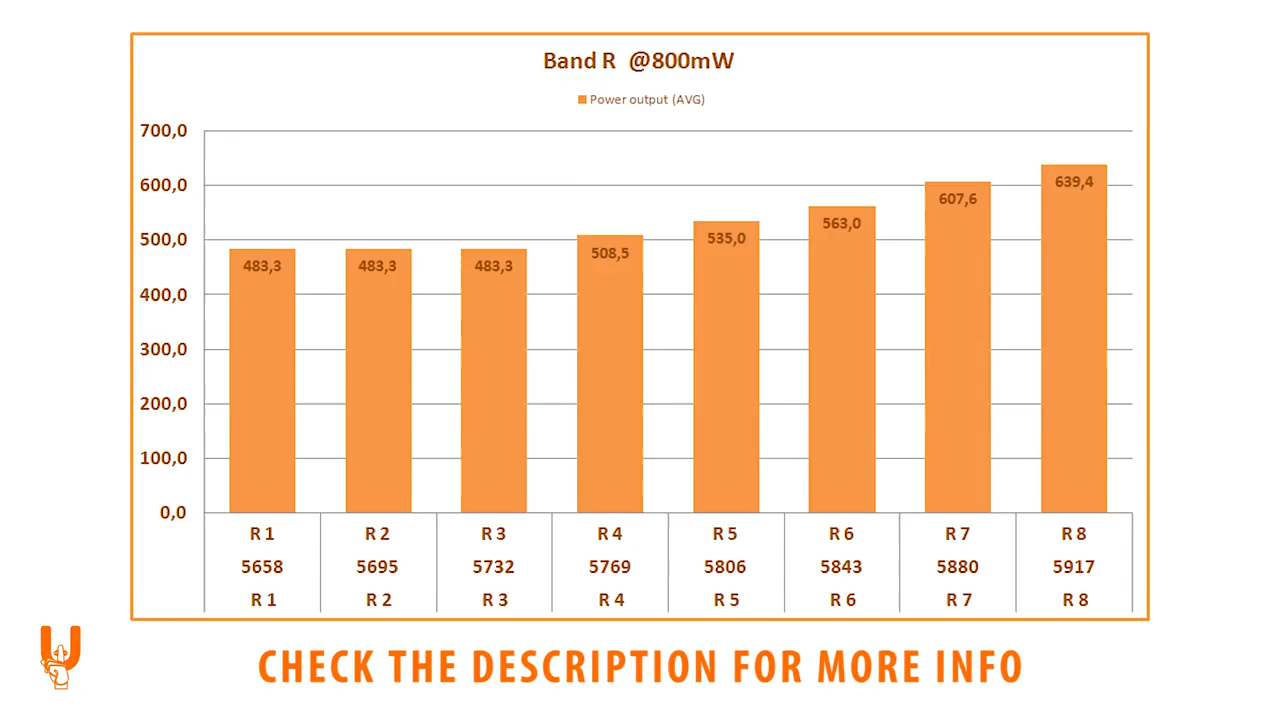 Band R @800mW
Power output (AVG)
700,0
600,0
500,0
400,0
300,0
200,0
100,0
0,0
483,3 483,3 483,3 508,5 535,0 563,0 607,6 639,4
R 1 R 2 R 3 R 4 R 5 R 6 R 7 R 8
5658 5695 5732 5769 5806 5843 5880 5917
R 1 R 2 R 3 R 4 R 5 R 6 R 7 R 8
CHECK THE DESCRIPTION FOR MORE INFO